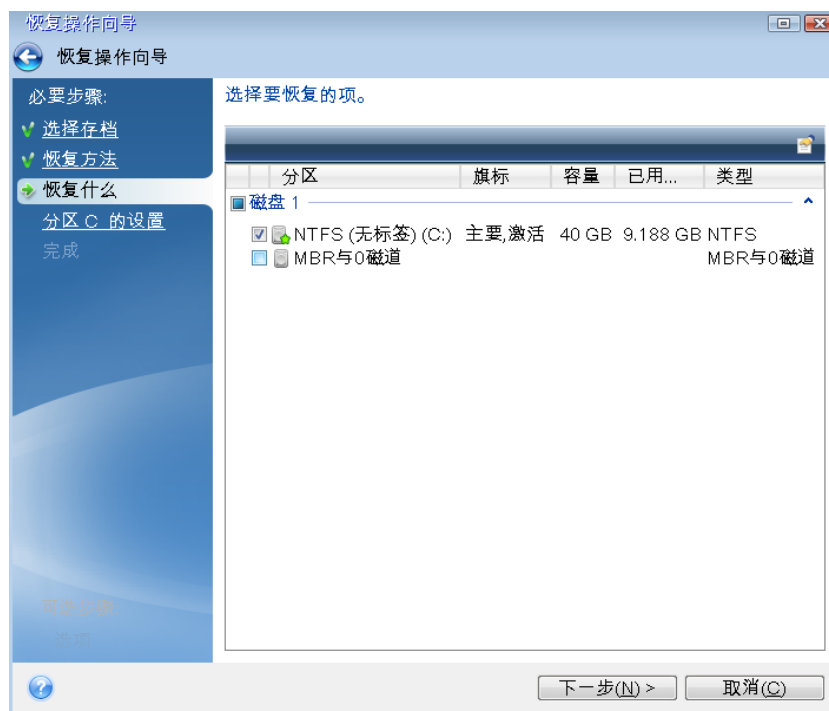 恢复操作向导
恢复操作向导
必要步骤:
选择存档
恢复方法
恢复什么
分区 C 的设置
完成
选择要恢复的项。
分区 旗标 容量 已用... 类型
磁盘 1
NTFS (无标签) (C:) 主要,激活 40 GB 9.188 GB NTFS
MBR与0磁道 MBR与0磁道
下一步(N) > 取消(C)